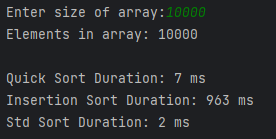 Enter size of array:10000
Elements in array: 10000
Quick Sort Duration: 7 ms
Insertion Sort Duration: 963 ms
Std Sort Duration: 2 ms